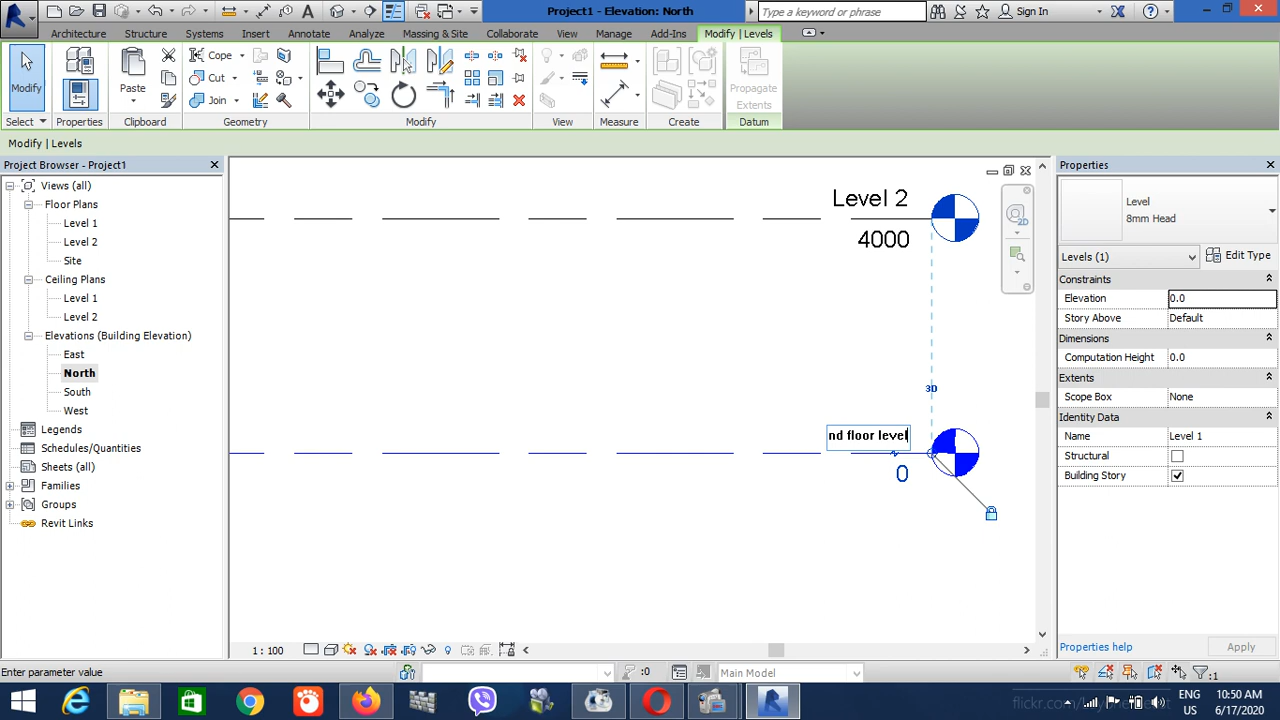 Project1 - Elevation: North
Type a keyword or phrase
Sign In
Architecture Structure Systems Insert Annotate Analyze Massing & Site Collaborate View Manage Add-Ins Modify | Levels
Modify
Paste
Cope
Cut
Join
Propagate
Extents
Select Properties Clipboard Geometry Modify View Measure Create Datum
Modify | Levels
Project Browser - Project1
Views (all)
Floor Plans
Level 1
Level 2
Site
Ceiling Plans
Level 1
Level 2
Elevations (Building Elevation)
East
North
South
West
Legends
Schedules/Quantities
Sheets (all)
Families
Groups
Revit Links
2D
Level 2
4000
3D
nd floor level
0
1 : 100
Properties
Level
8mm Head
Levels (1)
Edit Type
Constraints
Elevation 0.0
Story Above Default
Dimensions
Computation Height 0.0
Extents
Scope Box None
Identity Data
Name Level 1
Structural
Building Story
Properties help
Apply
Enter parameter value
:0
Main Model
:1
ENG
US
10:50 AM
6/17/2020